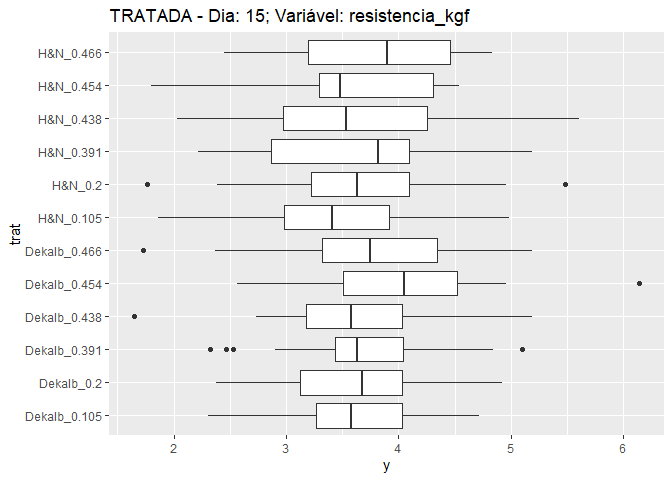 TRATADA - Dia: 15; Variável: resistencia_kgf
H&N_0.466
H&N_0.454
H&N_0.438
H&N_0.391
H&N_0.2
H&N_0.105
Dekalb_0.466
Dekalb_0.454
Dekalb_0.438
Dekalb_0.391
Dekalb_0.2
Dekalb_0.105
trat
2 3 4 5 6
y